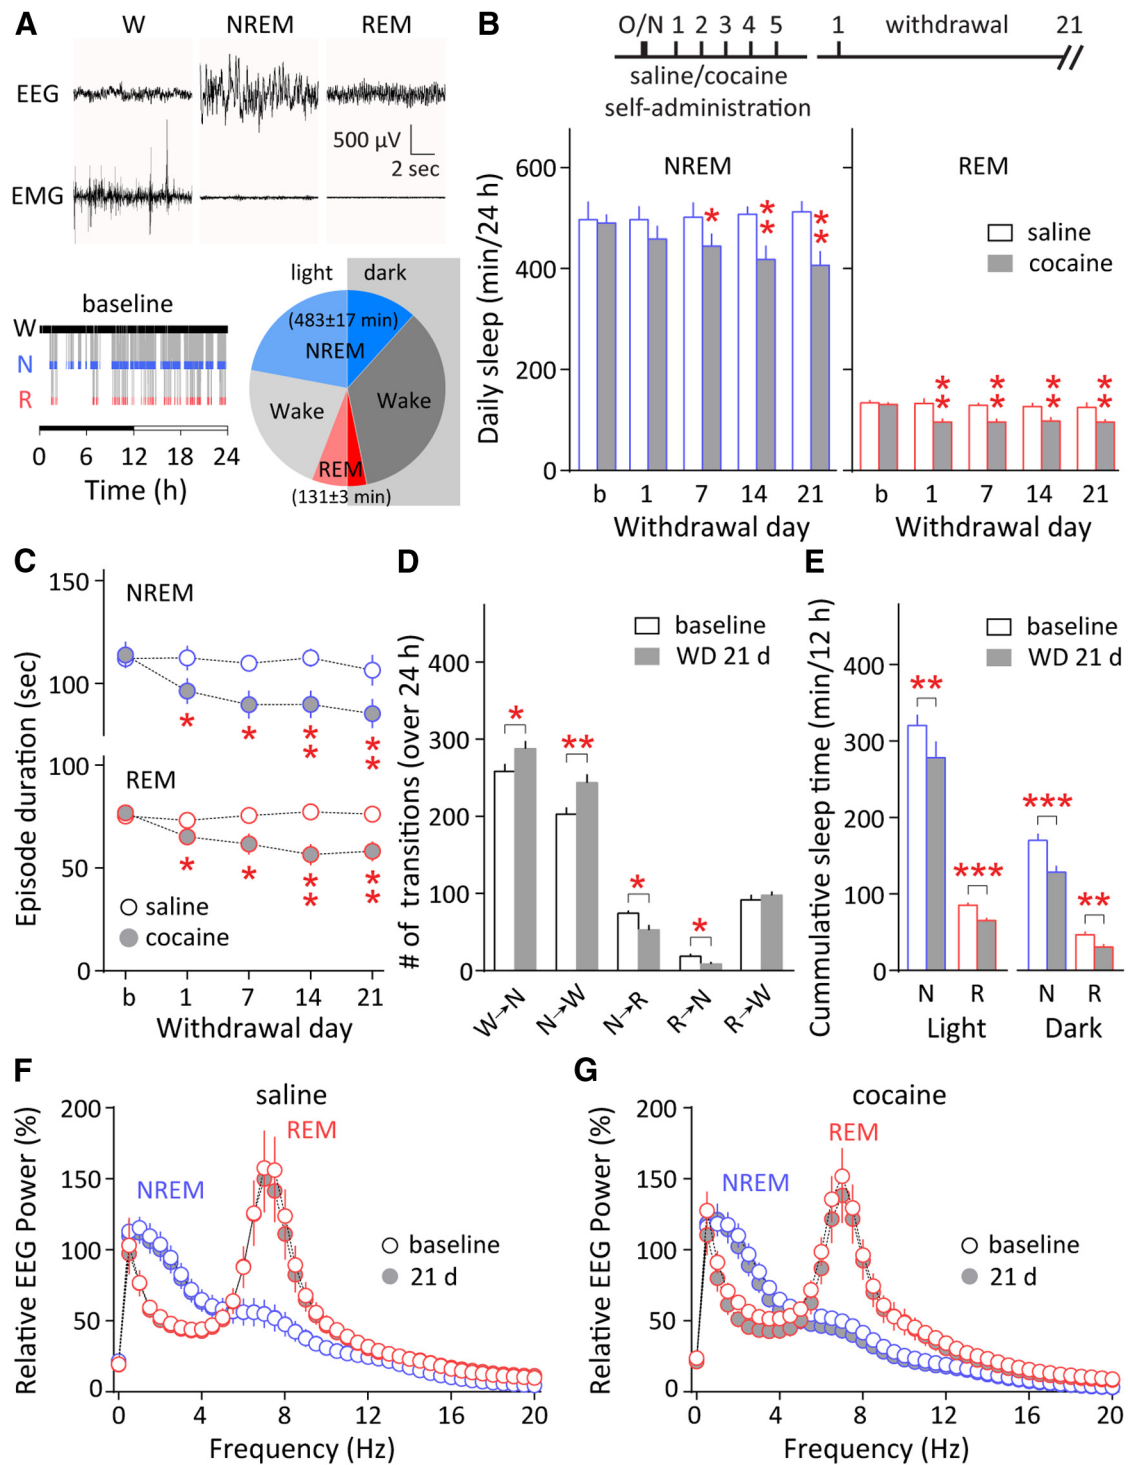 A
W NREM REM
EEG
EMG
500 µV
2 sec
baseline
W
N
R
0 6 12 18 24
Time (h)
light dark
(483±17 min)
NREM
Wake
Wake
REM
(131±3 min)
B
O/N 1 2 3 4 5
saline/cocaine
self-administration
1 withdrawal 21
Daily sleep (min/24 h)
600
400
200
0
NREM
*
* *
* *
b 1 7 14 21
Withdrawal day
REM
saline
cocaine
* *
* *
* *
* *
b 1 7 14 21
Withdrawal day
C
Episode duration (sec)
150
100
NREM
* * * * * *
100
50
0
REM
* * * * * *
saline
cocaine
b 1 7 14 21
Withdrawal day
D
# of transitions (over 24 h)
400
300
200
100
0
baseline
WD 21 d
*
**
*
*
W→N N→W N→R R→N R→W
E
Cummulative sleep time (min/12 h)
400
300
200
100
0
baseline
WD 21 d
**
***
***
**
N R N R
Light Dark
F
saline
Relative EEG Power (%)
200
150
100
50
0
NREM
REM
baseline
21 d
0 4 8 12 16 20
Frequency (Hz)
G
cocaine
Relative EEG Power (%)
200
150
100
50
0
NREM
REM
baseline
21 d
0 4 8 12 16 20
Frequency (Hz)